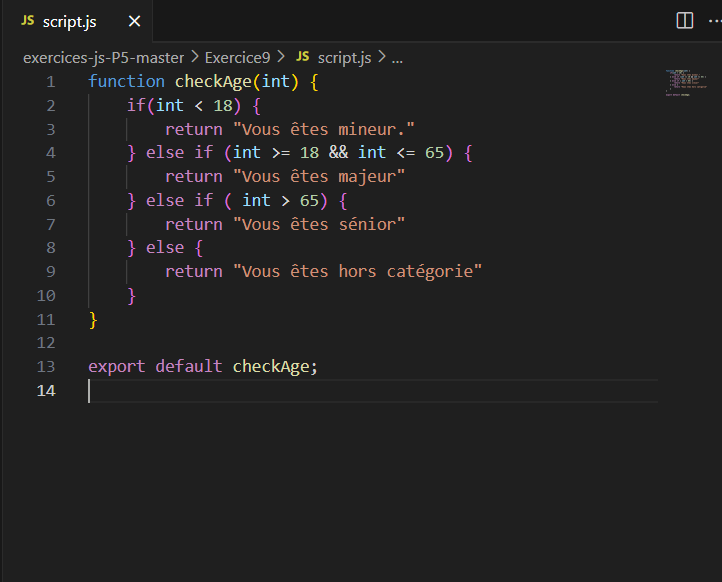 JS script.js ×
exercices-js-P5-master > Exercice9 > JS script.js > ...
1 function checkAge(int) {
2 if(int < 18) {
3 return "Vous êtes mineur."
4 } else if (int >= 18 && int <= 65) {
5 return "Vous êtes majeur"
6 } else if ( int > 65) {
7 return "Vous êtes sénior"
8 } else {
9 return "Vous êtes hors catégorie"
10 }
11 }
12
13 export default checkAge;
14